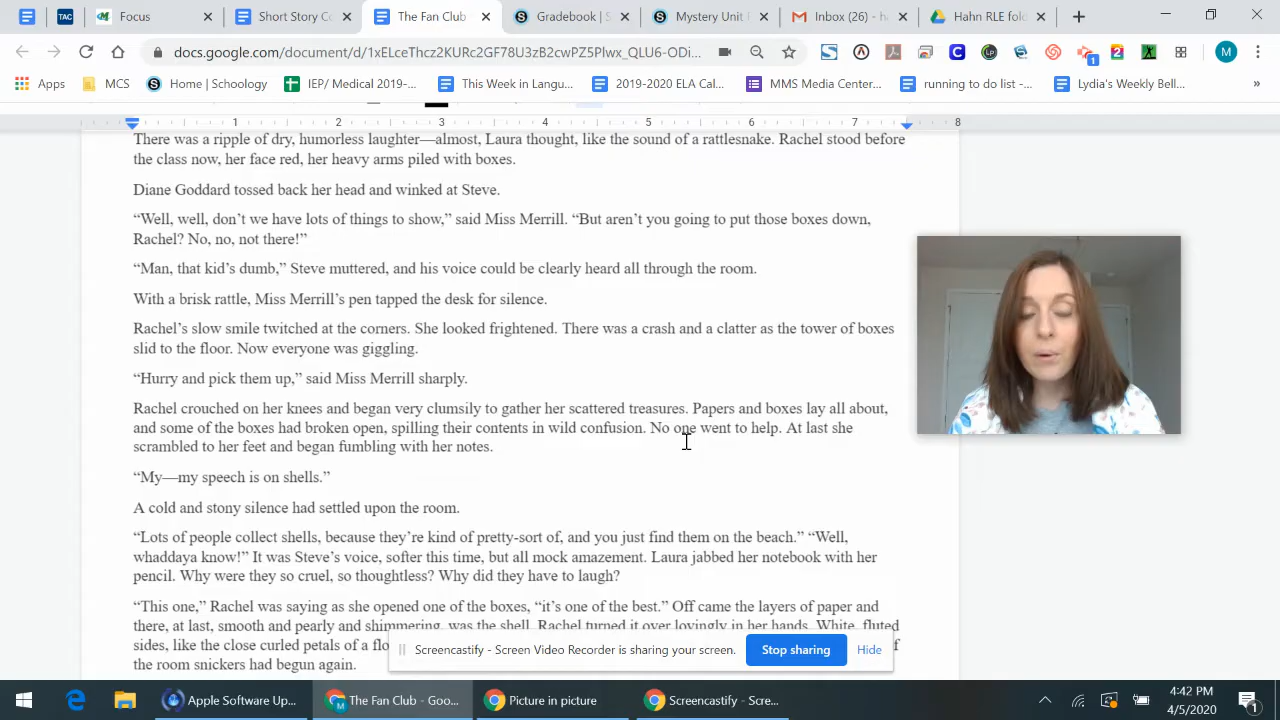 Focus
Short Story C
The Fan Club
Gradebook | S
Mystery Unit
Inbox (26) - h
Hahn RLE fold
docs.google.com/document/d/1xELceThcz2KURc2GF78U3zB2cwPZ5Plwx_QLU6-ODi...
Apps MCS Home | Schoology IEP/ Medical 2019-... This Week in Langu... 2019-2020 ELA Cal... MMS Media Center... running to do list -... Lydia's Weekly Bell... »
1 2 3 4 5 6 7 8
There was a ripple of dry, humorless laughter—almost, Laura thought, like the sound of a rattlesnake. Rachel stood before
the class now, her face red, her heavy arms piled with boxes.
Diane Goddard tossed back her head and winked at Steve.
“Well, well, don’t we have lots of things to show,” said Miss Merrill. “But aren’t you going to put those boxes down,
Rachel? No, no, not there!”
“Man, that kid’s dumb,” Steve muttered, and his voice could be clearly heard all through the room.
With a brisk rattle, Miss Merrill’s pen tapped the desk for silence.
Rachel’s slow smile twitched at the corners. She looked frightened. There was a crash and a clatter as the tower of boxes
slid to the floor. Now everyone was giggling.
“Hurry and pick them up,” said Miss Merrill sharply.
Rachel crouched on her knees and began very clumsily to gather her scattered treasures. Papers and boxes lay all about,
and some of the boxes had broken open, spilling their contents in wild confusion. No one went to help. At last she
scrambled to her feet and began fumbling with her notes.
“My—my speech is on shells.”
A cold and stony silence had settled upon the room.
“Lots of people collect shells, because they’re kind of pretty-sort of, and you just find them on the beach.” “Well,
whaddaya know!” It was Steve’s voice, softer this time, but all mock amazement. Laura jabbed her notebook with her
pencil. Why were they so cruel, so thoughtless? Why did they have to laugh?
“This one,” Rachel was saying as she opened one of the boxes, “it’s one of the best.” Off came the layers of paper and
there, at last, smooth and pearly and shimmering, was the shell. Rachel turned it over lovingly in her hands. White, fluted
sides, like the close curled petals of a flo
the room snickers had begun again.
Screencastify - Screen Video Recorder is sharing your screen. Stop sharing Hide
Apple Software Up...
The Fan Club - Goo...
Picture in picture
Screencastify - Scre...
4:42 PM
4/5/2020